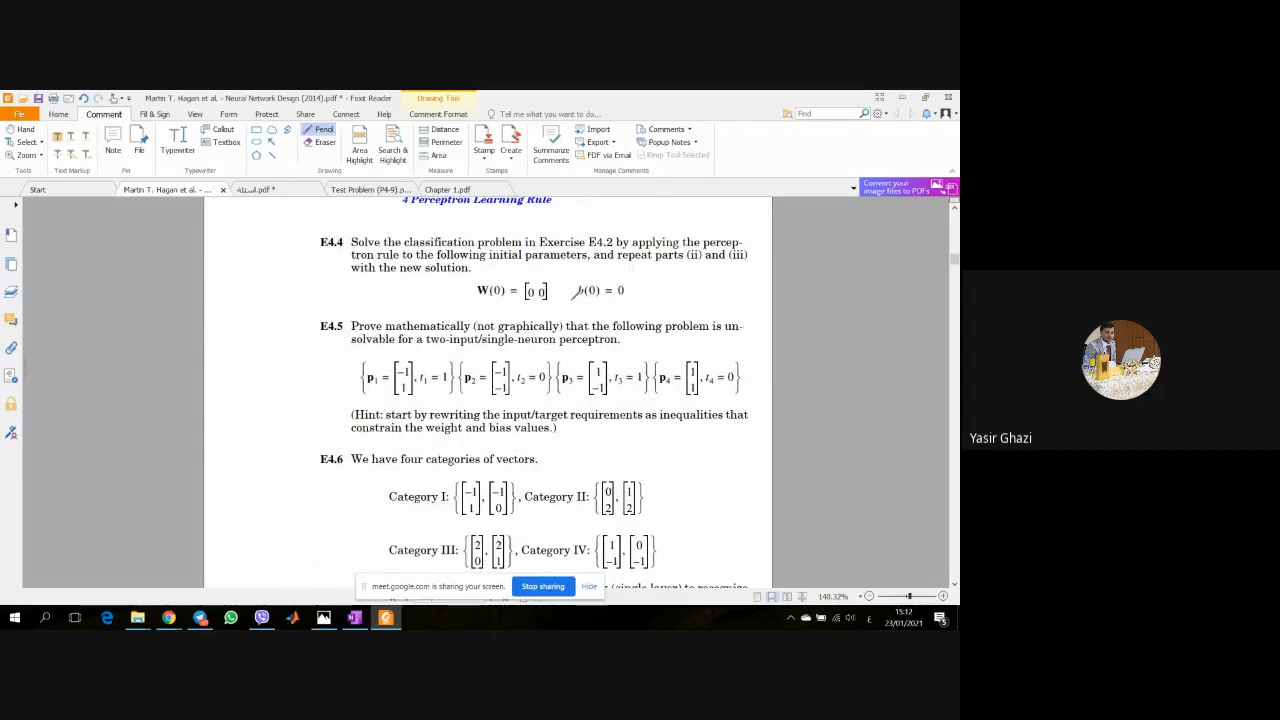 Martin T. Hagan et al. - Neural Network Design (2014).pdf * - Foxit Reader
Drawing Tool
File Home Comment Fill & Sign View Form Protect Share Connect Help Comment Format Tell me what you want to do... Find
Hand
Select
Zoom
Tools
Text Markup
Note
File
Typewriter
Callout
Textbox
Typewriter
Pencil
Eraser
Drawing
Area Highlight
Search & Highlight
Distance
Perimeter
Area
Measure
Stamp
Create
Stamps
Summarize Comments
Import
Export
FDF via Email
Comments
Popup Notes
Keep Tool Selected
Manage Comments
Start
Martin T. Hagan et al. - ...
اسئلة.pdf *
Test Problem (P4-9).p...
Chapter 1.pdf
Convert your image files to PDFs
4 Perceptron Learning Rule
E4.4 Solve the classification problem in Exercise E4.2 by applying the percep-
tron rule to the following initial parameters, and repeat parts (ii) and (iii)
with the new solution.
W(0) = [0 0] b(0) = 0
E4.5 Prove mathematically (not graphically) that the following problem is un-
solvable for a two-input/single-neuron perceptron.
{p1 = [−1 1], t1 = 1} {p2 = [−1 −1], t2 = 0} {p3 = [1 −1], t3 = 1} {p4 = [1 1], t4 = 0}
(Hint: start by rewriting the input/target requirements as inequalities that
constrain the weight and bias values.)
E4.6 We have four categories of vectors.
Category I: {[−1 1], [−1 0]}, Category II: {[0 2], [1 2]}
Category III: {[2 0], [2 1]}, Category IV: {[1 −1], [0 −1]}
(single layer) to recognize
meet.google.com is sharing your screen. Stop sharing Hide
140.32%
15:12
23/01/2021
5
Yasir Ghazi